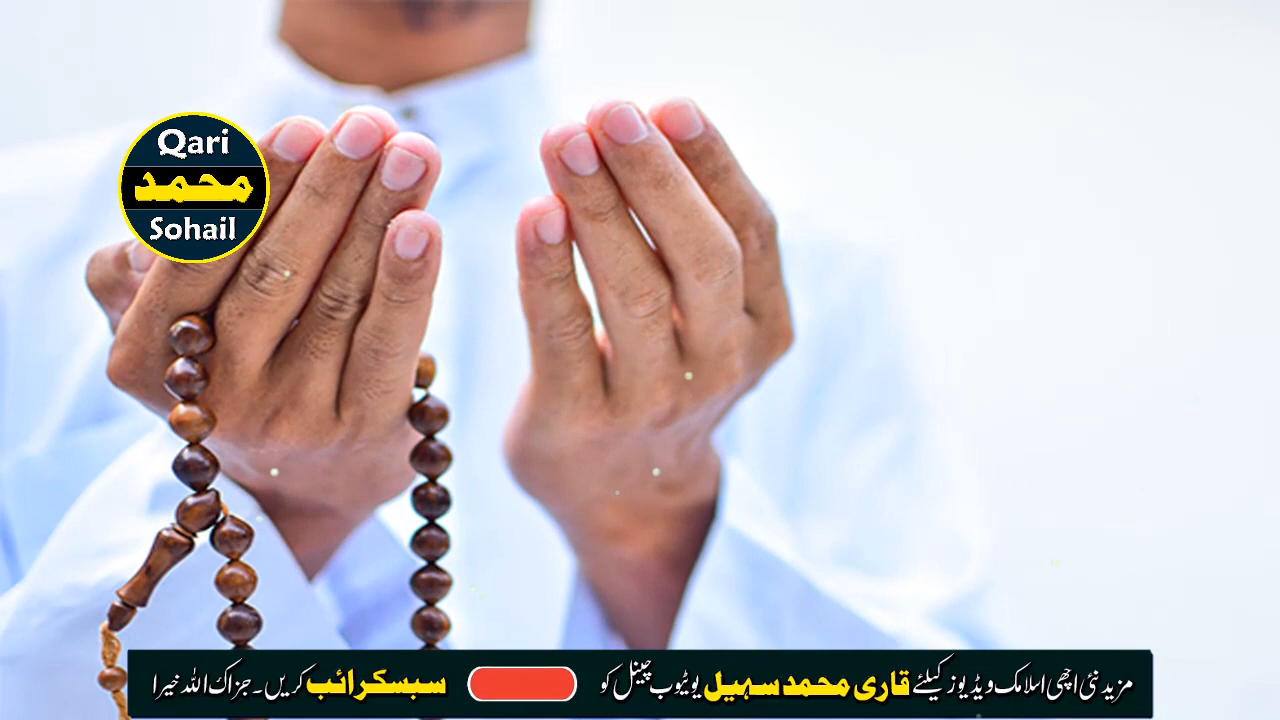 Qari
محمد
Sohail
مزید نئی اچھی اسلامک ویڈیوز کیلئے قاری محمد سہیل یوٹیوب چینل کو سبسکرائب کریں۔ جزاک اللہ خیرا